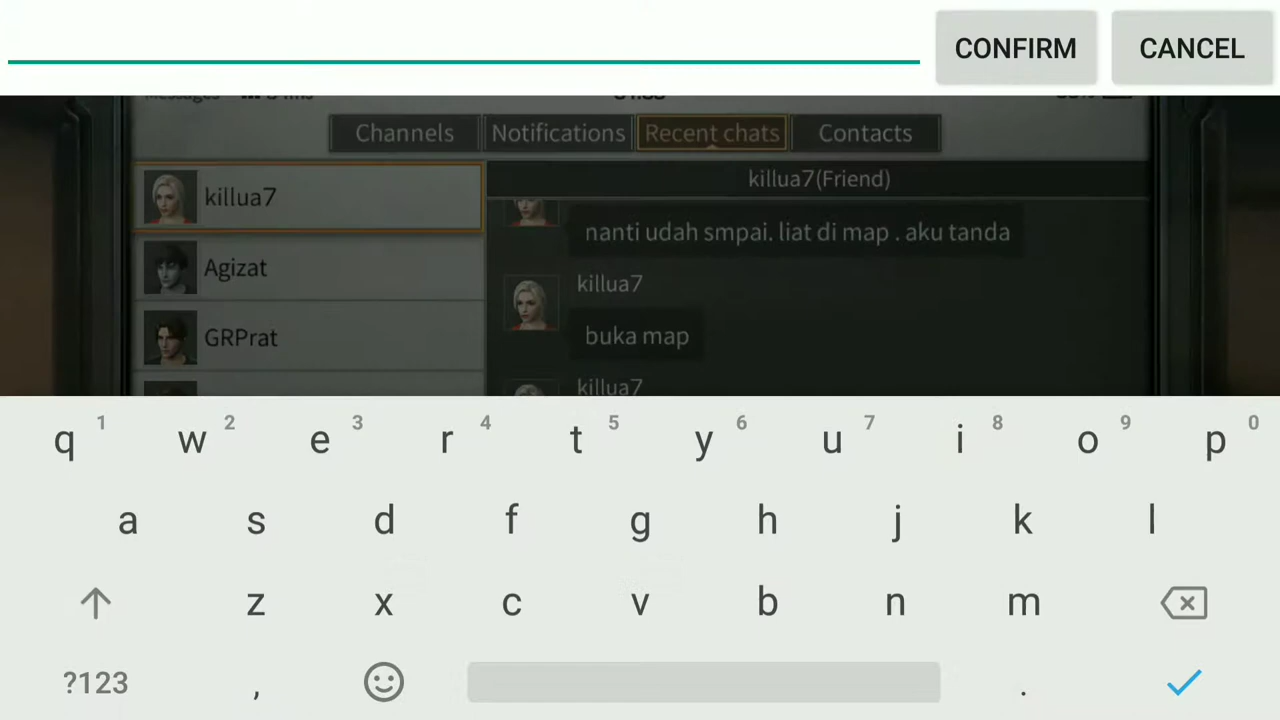 CONFIRM CANCEL
Messages
Channels Notifications Recent chats Contacts
killua7
Agizat
GRPrat
killua7(Friend)
nanti udah smpai. liat di map . aku tanda
killua7
buka map
killua7
q 1 w 2 e 3 r 4 t 5 y 6 u 7 i 8 o 9 p 0
a s d f g h j k l
z x c v b n m
?123 , .